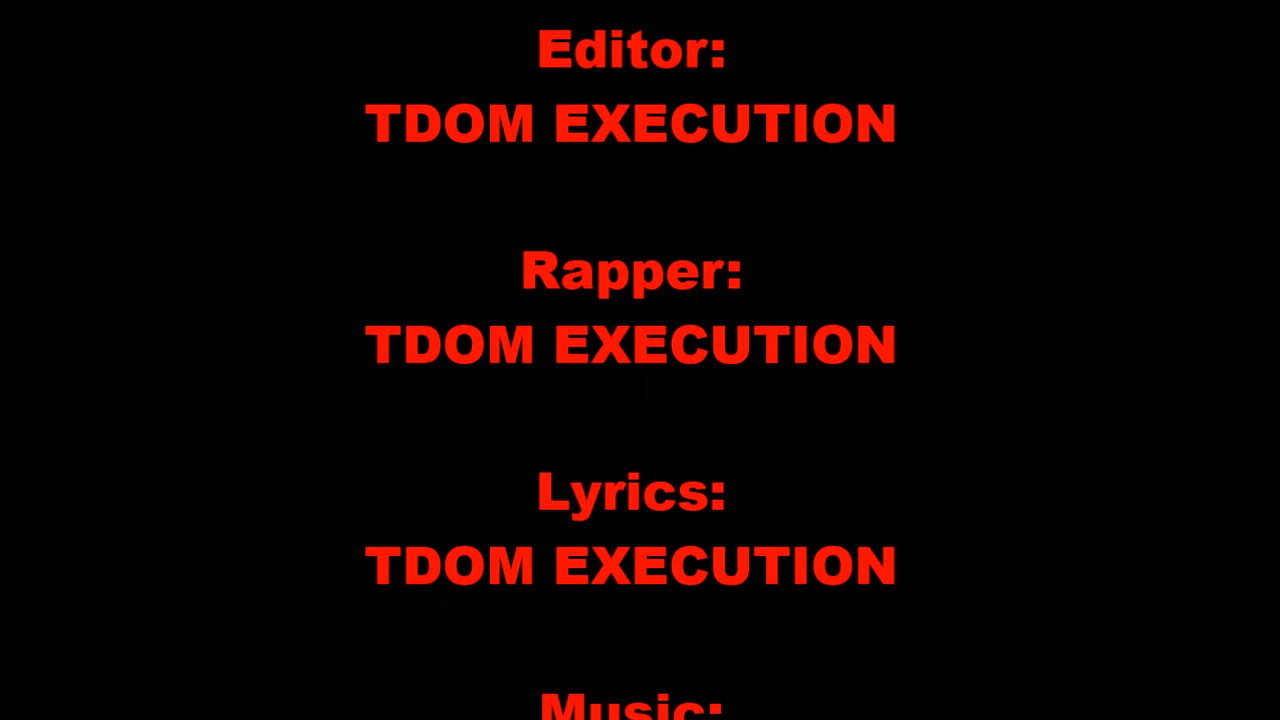 Editor:
TDOM EXECUTION
Rapper:
TDOM EXECUTION
Lyrics:
TDOM EXECUTION
Music: